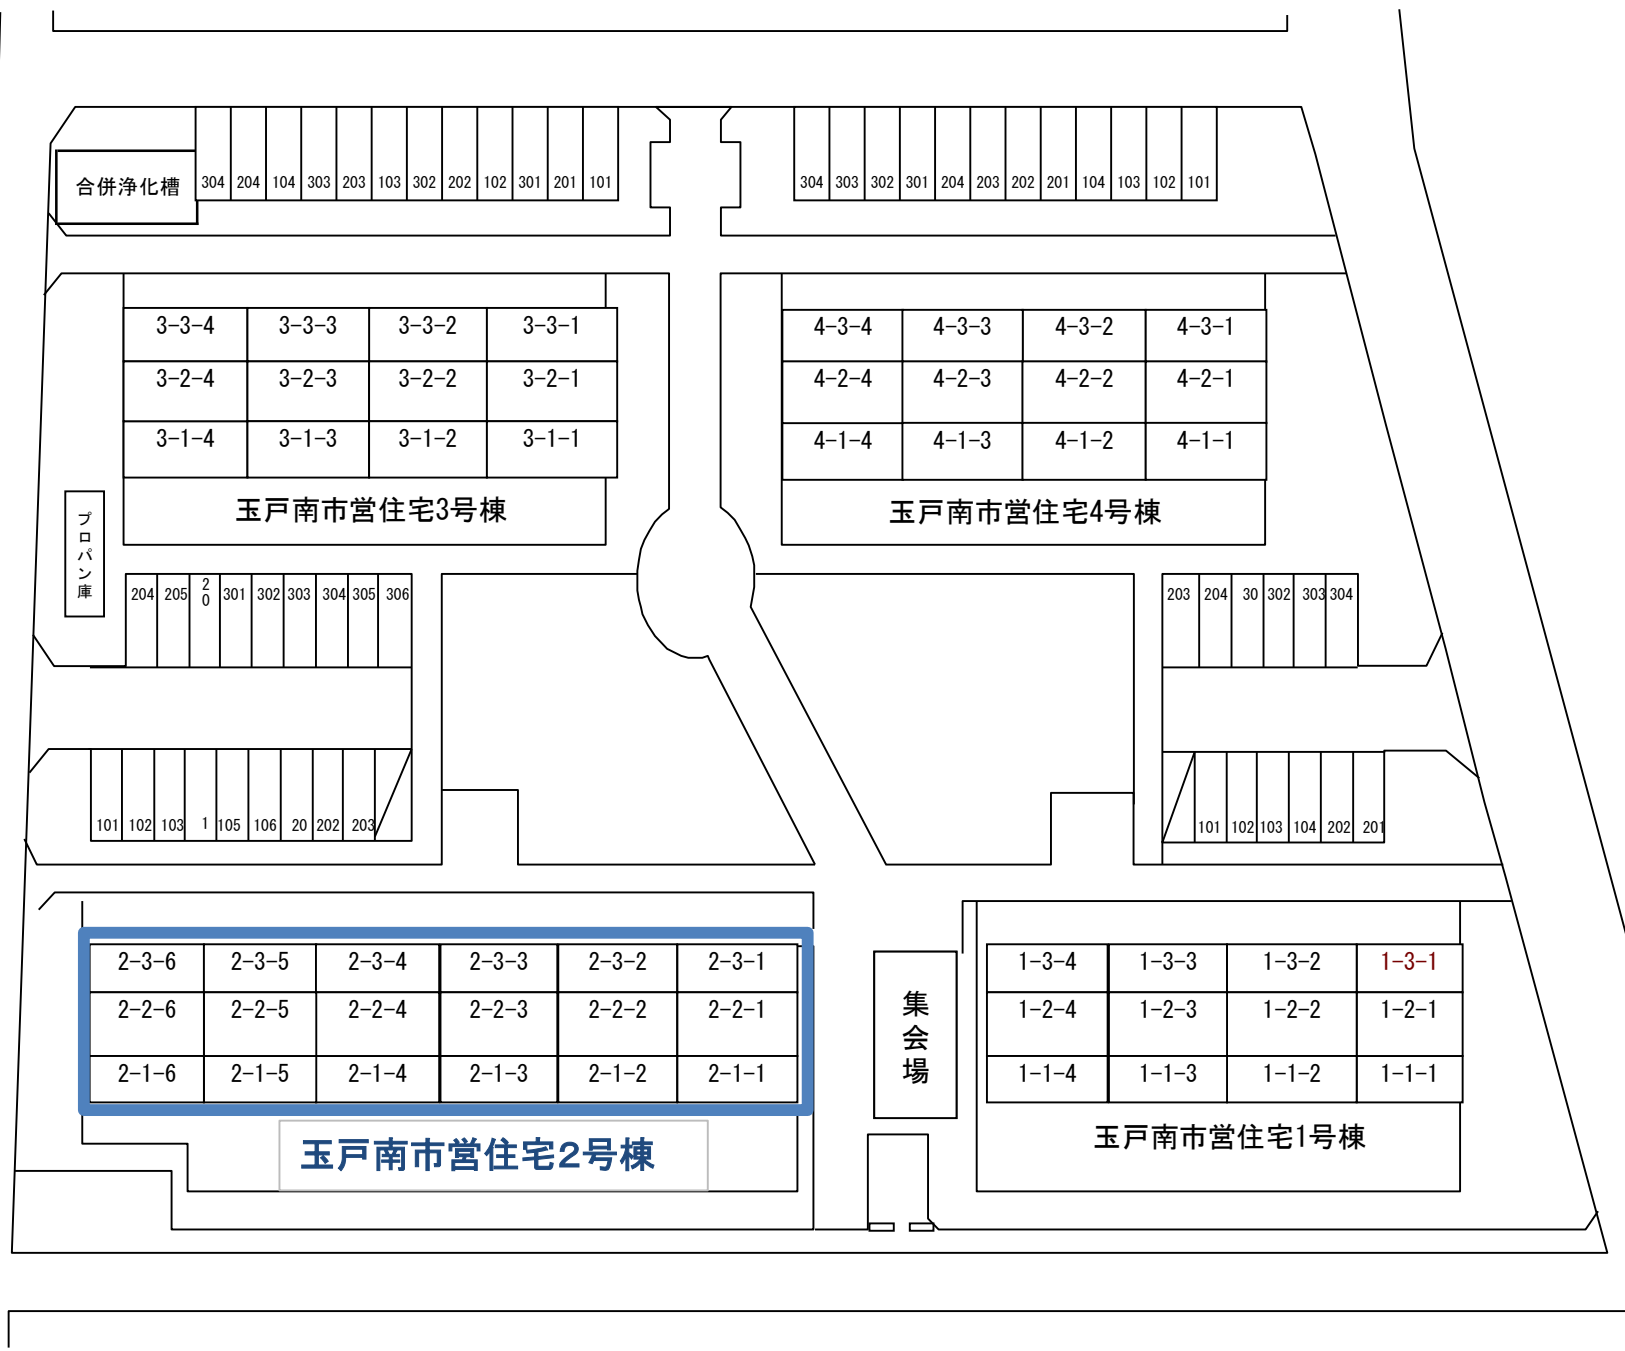 304 204 104 303 203 103 302 202 102 301 201 101
304 303 302 301 204 203 202 201 104 103 102 101
合併浄化槽
3-3-4 3-3-3 3-3-2 3-3-1
3-2-4 3-2-3 3-2-2 3-2-1
3-1-4 3-1-3 3-1-2 3-1-1
玉戸南市営住宅3号棟
4-3-4 4-3-3 4-3-2 4-3-1
4-2-4 4-2-3 4-2-2 4-2-1
4-1-4 4-1-3 4-1-2 4-1-1
玉戸南市営住宅4号棟
プロパン庫
204 205 20 301 302 303 304 305 306
203 204 30 302 303 304
101 102 103 1 105 106 20 202 203
101 102 103 104 202 201
2-3-6 2-3-5 2-3-4 2-3-3 2-3-2 2-3-1
2-2-6 2-2-5 2-2-4 2-2-3 2-2-2 2-2-1
2-1-6 2-1-5 2-1-4 2-1-3 2-1-2 2-1-1
玉戸南市営住宅2号棟
集会場
1-3-4 1-3-3 1-3-2 1-3-1
1-2-4 1-2-3 1-2-2 1-2-1
1-1-4 1-1-3 1-1-2 1-1-1
玉戸南市営住宅1号棟